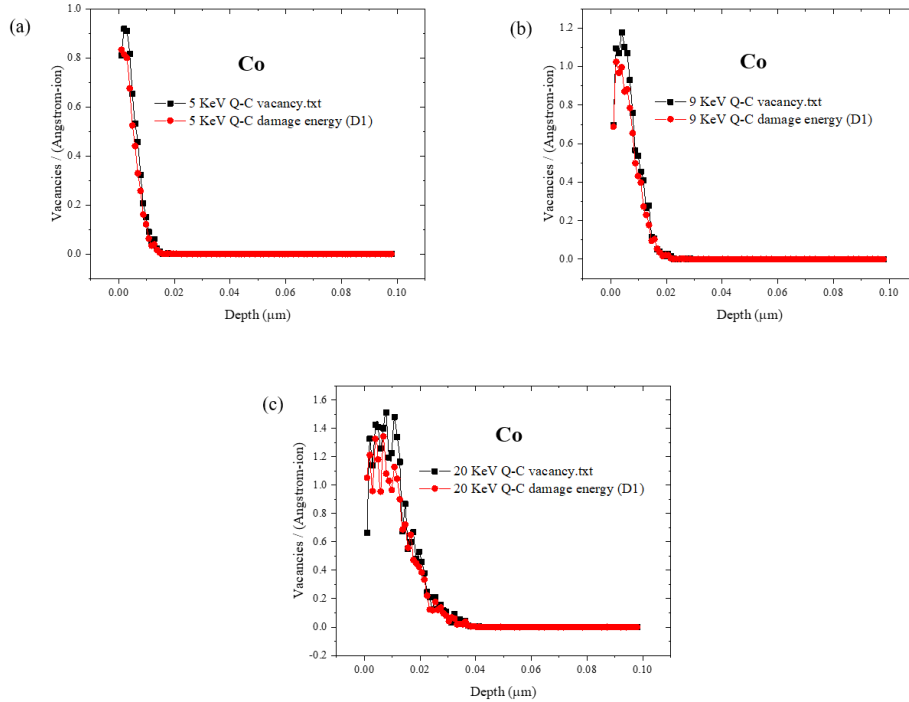 (a)
1.0
0.8
0.6
0.4
0.2
0.0
Vacancies / (Angstrom-ion)
Co
5 KeV Q-C vacancy.txt
5 KeV Q-C damage energy (D1)
0.00 0.02 0.04 0.06 0.08 0.10
Depth (μm)
(b)
1.2
1.0
0.8
0.6
0.4
0.2
0.0
Vacancies / (Angstrom-ion)
Co
9 KeV Q-C vacancy.txt
9 KeV Q-C damage energy (D1)
0.00 0.02 0.04 0.06 0.08 0.10
Depth (μm)
(c)
1.6
1.4
1.2
1.0
0.8
0.6
0.4
0.2
0.0
-0.2
Vacancies / (Angstrom-ion)
Co
20 KeV Q-C vacancy.txt
20 KeV Q-C damage energy (D1)
0.00 0.02 0.04 0.06 0.08 0.10
Depth (μm)